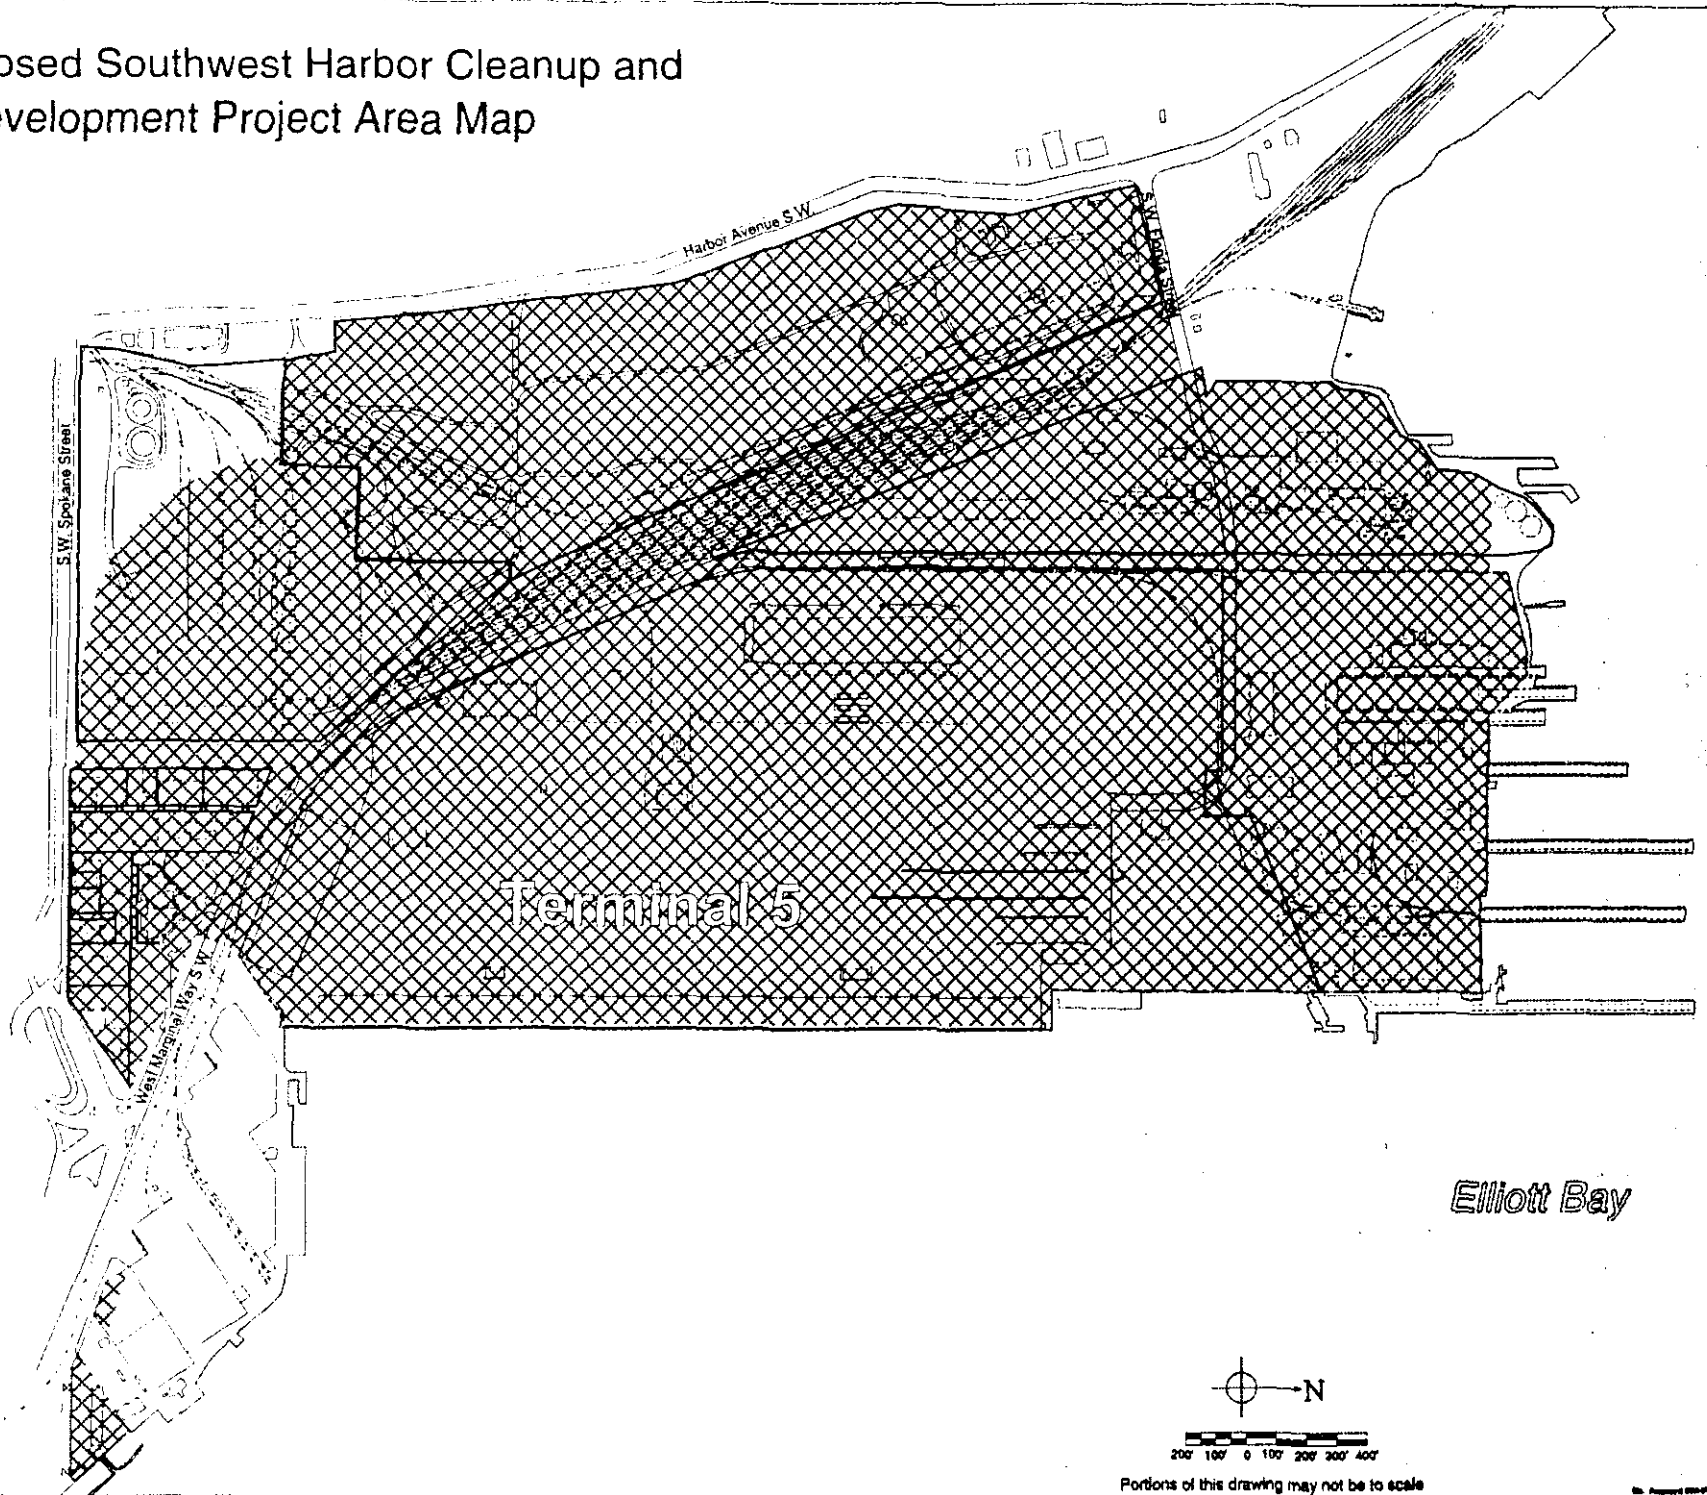 osed Southwest Harbor Cleanup and
evelopment Project Area Map
Harbor Avenue S.W.
S.W. Florida Street
S.W. Spokane Street
Terminal 5
West Marginal Way S.W.
Elliott Bay
N
200' 100' 0 100' 200' 300' 400'
Portions of this drawing may not be to scale